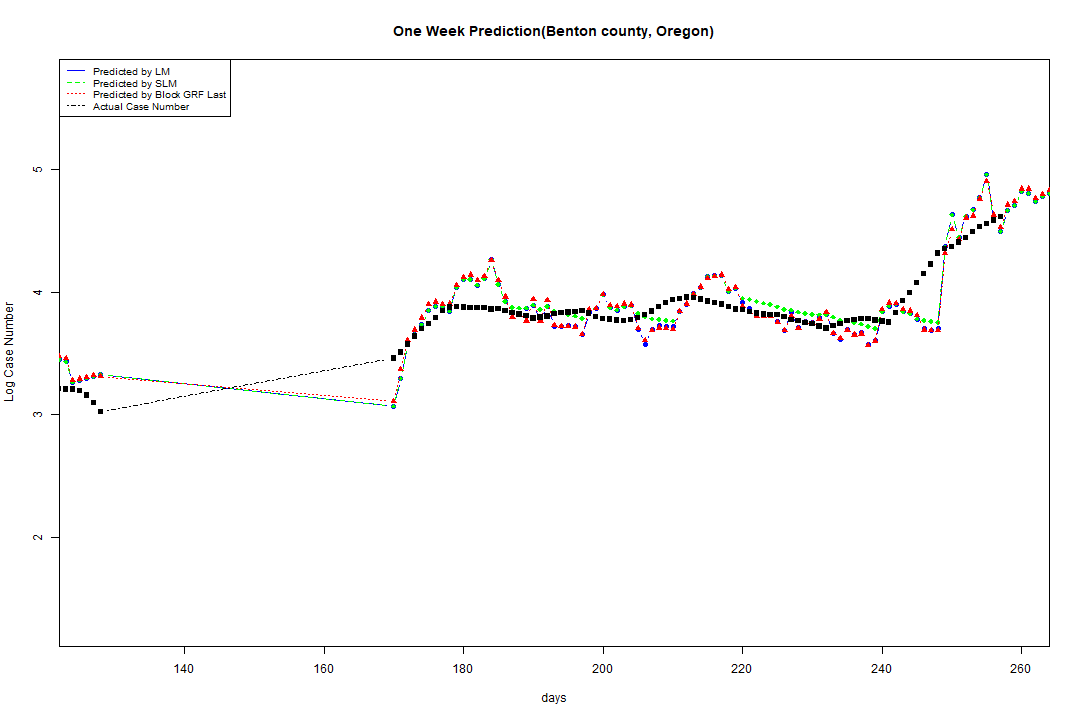 One Week Prediction(Benton county, Oregon)
Predicted by LM
Predicted by SLM
Predicted by Block GRF Last
Actual Case Number
5
4
3
2
Log Case Number
140 160 180 200 220 240 260
days